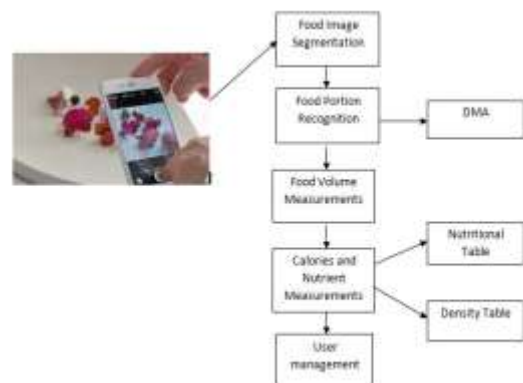 Food Image
Segmentation
Food Portion
Recognition
DMA
Food Volume
Measurements
Calories and
Nutrient
Measurements
Nutritional
Table
Density Table
User
management